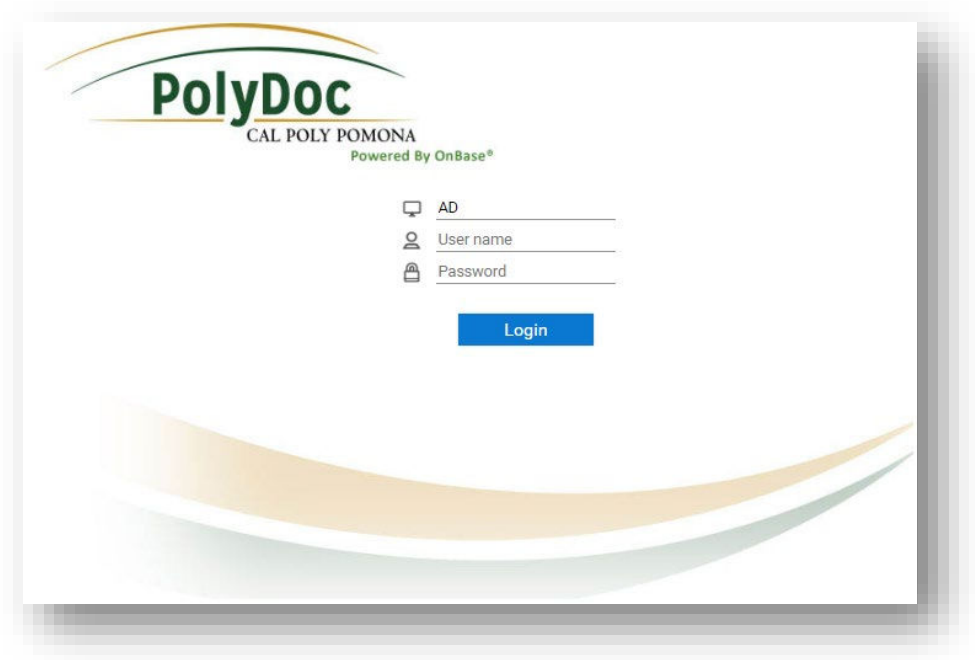 PolyDoc
CAL POLY POMONA
Powered By OnBase®
AD
User name
Password
Login